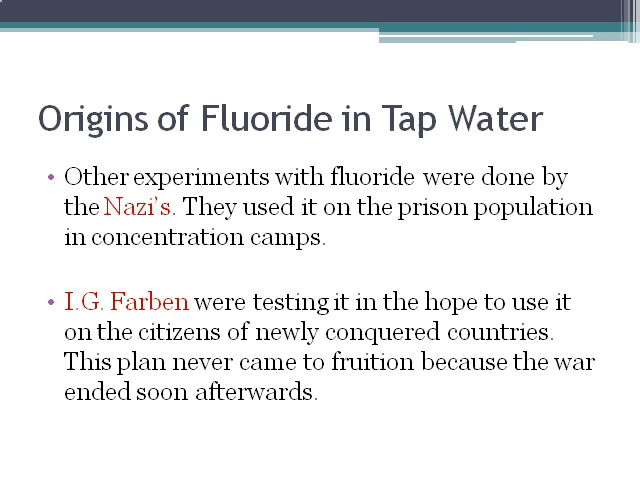 Origins of Fluoride in Tap Water
• Other experiments with fluoride were done by
the Nazi's. They used it on the prison population
in concentration camps.
• I.G. Farben were testing it in the hope to use it
on the citizens of newly conquered countries.
This plan never came to fruition because the war
ended soon afterwards.